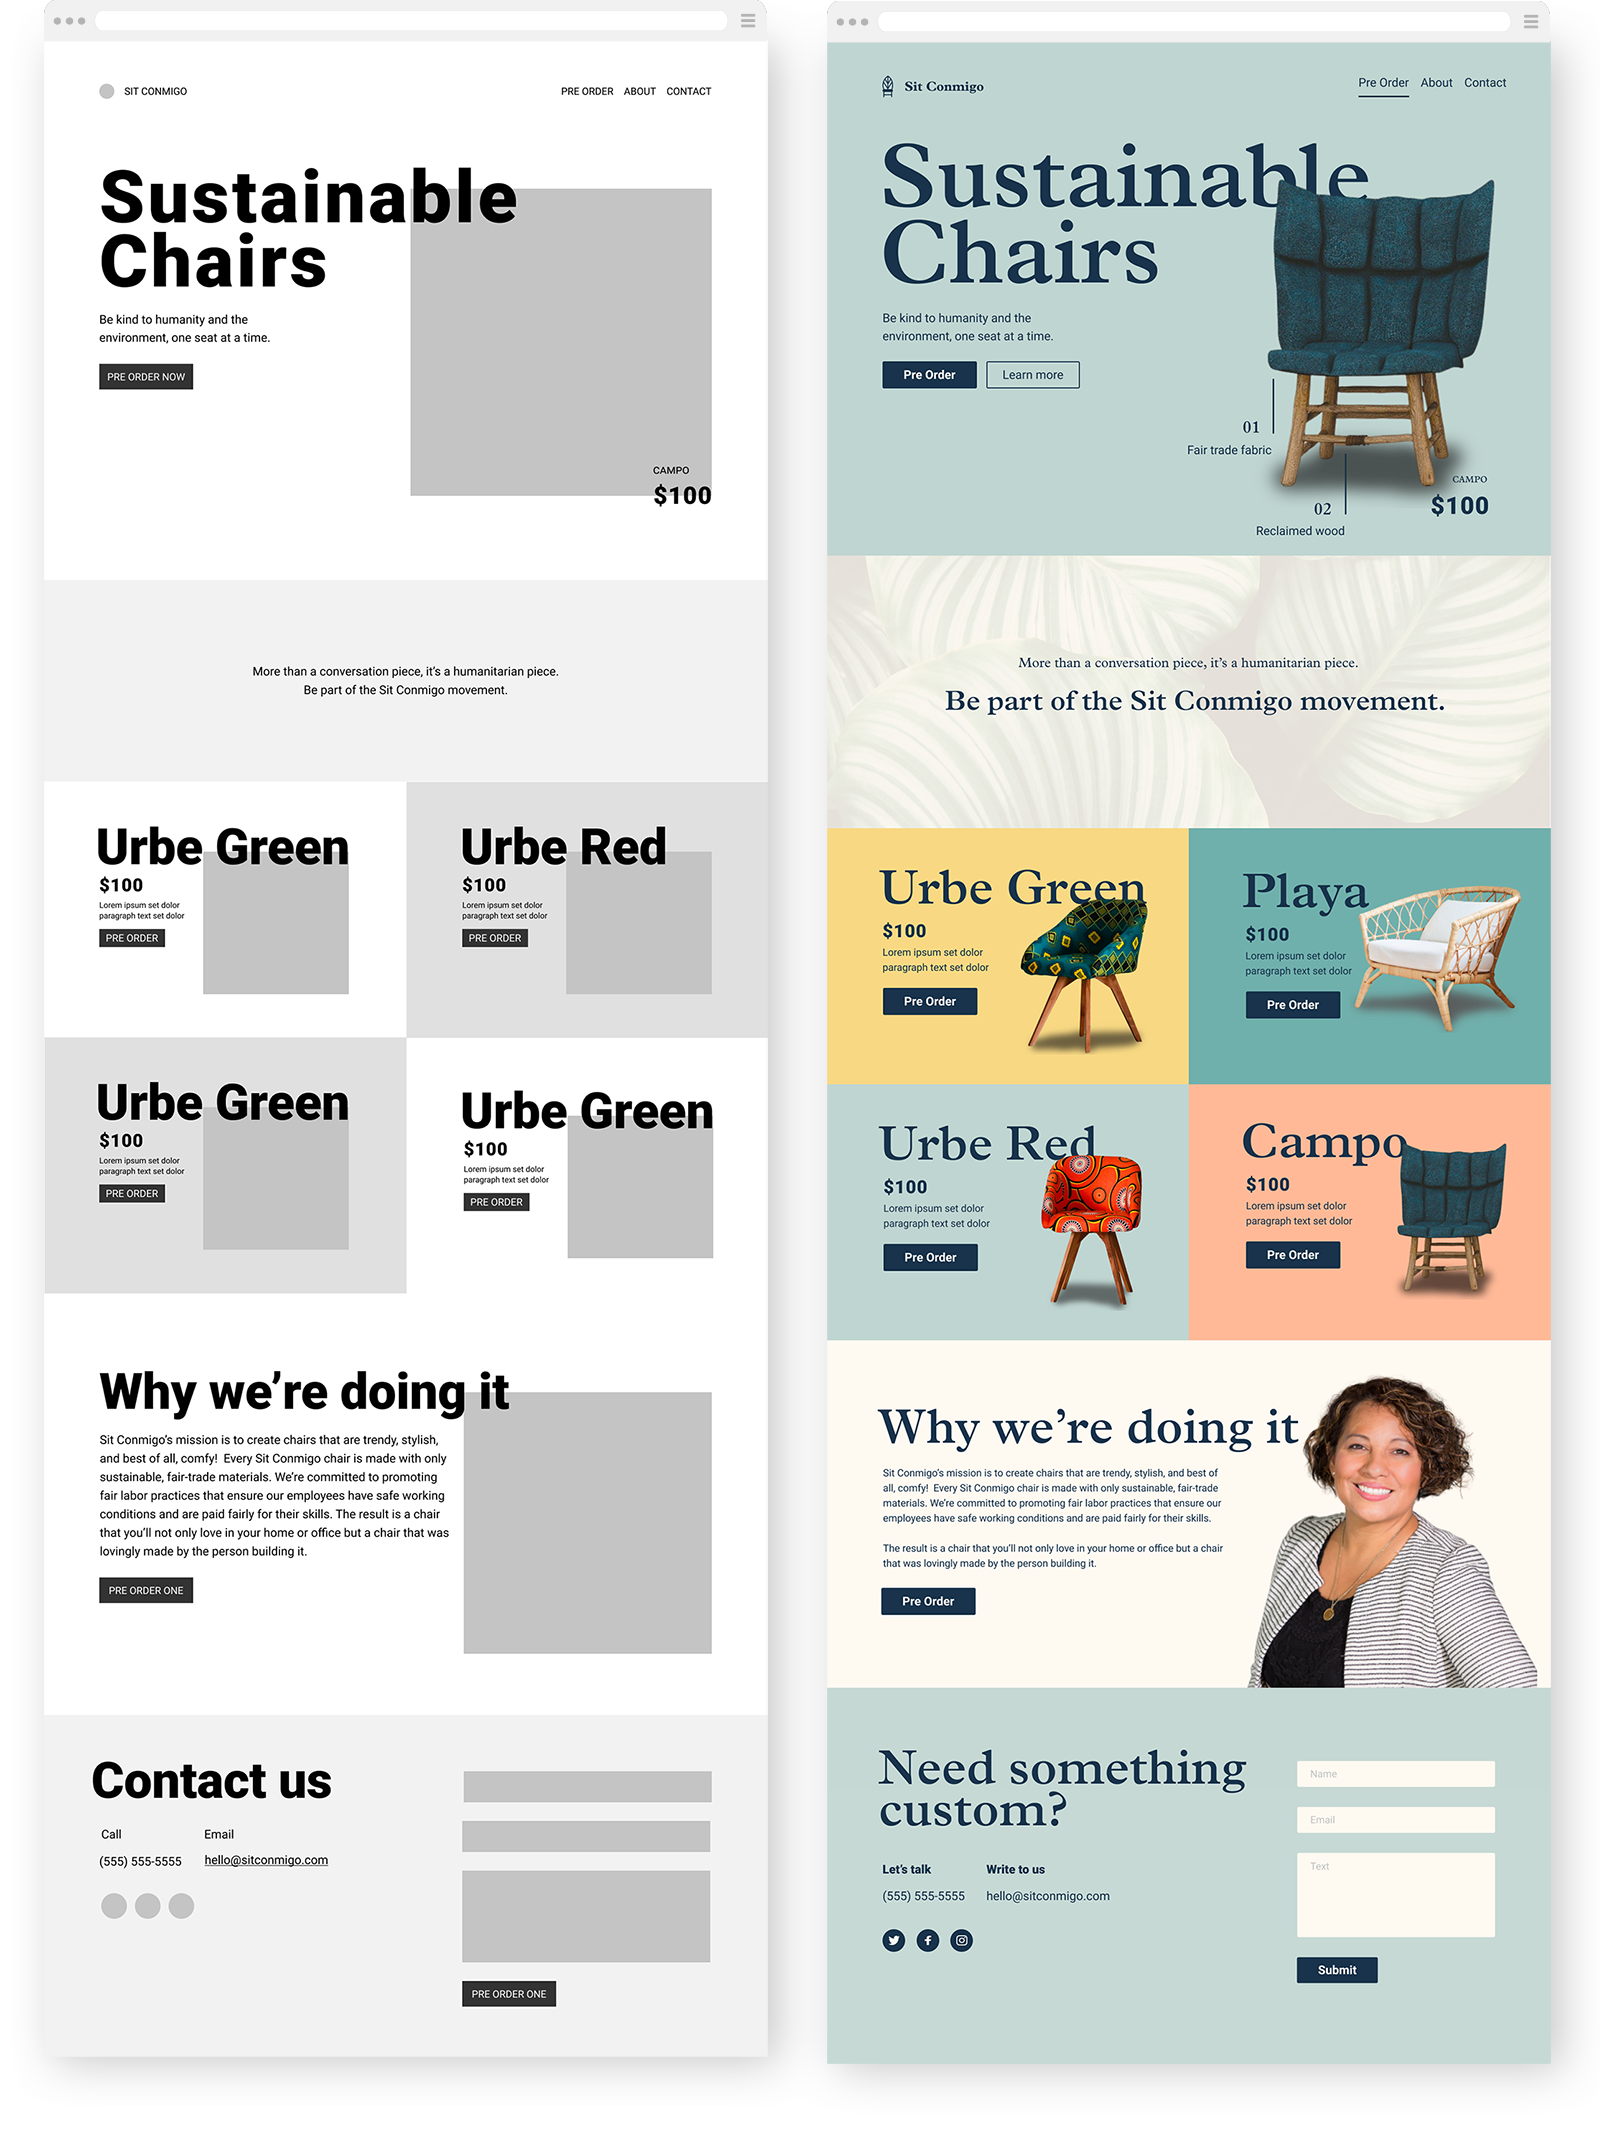 SIT CONMIGO
PRE ORDER ABOUT CONTACT
Sustainable
Chairs
Be kind to humanity and the
environment, one seat at a time.
PRE ORDER NOW
CAMPO
$100
More than a conversation piece, it's a humanitarian piece.
Be part of the Sit Conmigo movement.
Urbe Green
$100
Lorem ipsum set dolor
paragraph text set dolor
PRE ORDER
Urbe Red
$100
Lorem ipsum set dolor
paragraph text set dolor
PRE ORDER
Urbe Green
$100
Lorem ipsum set dolor
paragraph text set dolor
PRE ORDER
Urbe Green
$100
Lorem ipsum set dolor
paragraph text set dolor
PRE ORDER
Why we're doing it
Sit Conmigo's mission is to create chairs that are trendy, stylish,
and best of all, comfy! Every Sit Conmigo chair is made with only
sustainable, fair-trade materials. We're committed to promoting
fair labor practices that ensure our employees have safe working
conditions and are paid fairly for their skills. The result is a chair
that you'll not only love in your home or office but a chair that was
lovingly made by the person building it.
PRE ORDER ONE
Contact us
Call
(555) 555-5555
Email
hello@sitconmigo.com
PRE ORDER ONE
Sit Conmigo
Pre Order About Contact
Sustainable
Chairs
Be kind to humanity and the
environment, one seat at a time.
Pre Order
Learn more
01
Fair trade fabric
02
Reclaimed wood
CAMPO
$100
More than a conversation piece, it's a humanitarian piece.
Be part of the Sit Conmigo movement.
Urbe Green
$100
Lorem ipsum set dolor
paragraph text set dolor
Pre Order
Playa
$100
Lorem ipsum set dolor
paragraph text set dolor
Pre Order
Urbe Red
$100
Lorem ipsum set dolor
paragraph text set dolor
Pre Order
Campo
$100
Lorem ipsum set dolor
paragraph text set dolor
Pre Order
Why we're doing it
Sit Conmigo's mission is to create chairs that are trendy, stylish, and best of
all, comfy! Every Sit Conmigo chair is made with only sustainable, fair-trade
materials. We're committed to promoting fair labor practices that ensure our
employees have safe working conditions and are paid fairly for their skills.
The result is a chair that you'll not only love in your home or office but a chair
that was lovingly made by the person building it.
Pre Order
Need something
custom?
Let's talk
(555) 555-5555
Write to us
hello@sitconmigo.com
Name
Email
Text
Submit